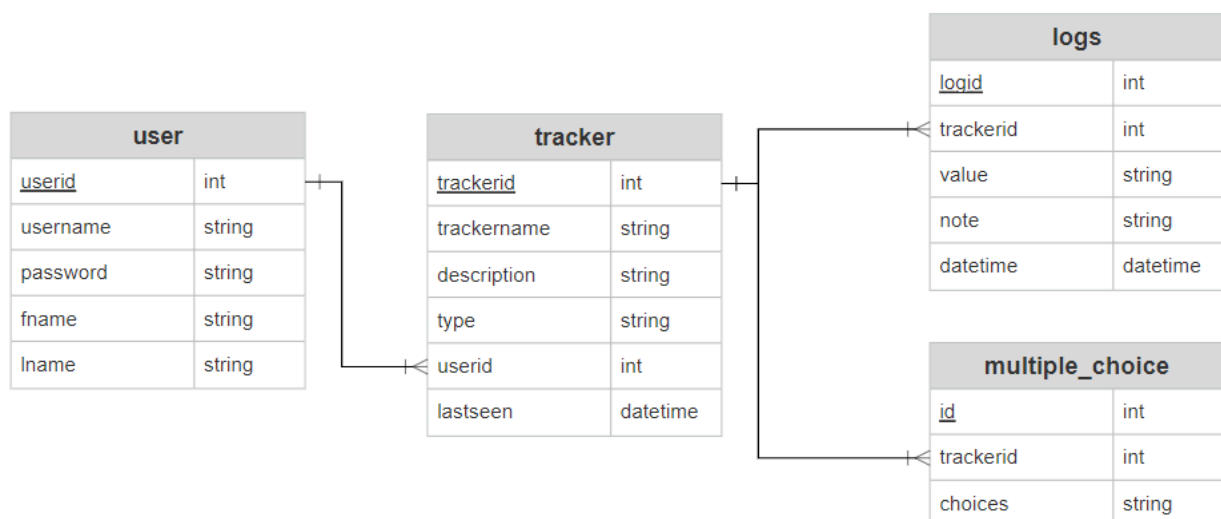 user
userid int
username string
password string
fname string
lname string
tracker
trackerid int
trackername string
description string
type string
userid int
lastseen datetime
logs
logid int
trackerid int
value string
note string
datetime datetime
multiple_choice
id int
trackerid int
choices string